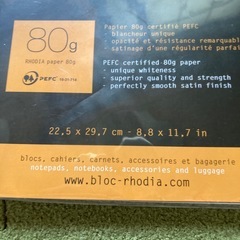 80g
RHODIA paper 80g
PEFC
Papier 80g certifié PEFC
- blancheur unique
- opacité et résistance remarquable
- satinage d'une régularité parfai
PEFC certified 80g paper
- unique whiteness
- superior quality and strength
- perfectly smooth satin finish
22,5 x 29,7 cm - 8,8 x 11,7 in
blocs, cahiers, carnets, accessoires et bagagerie
notepads, notebooks, accessories and luggage
www.bloc-rhodia.com